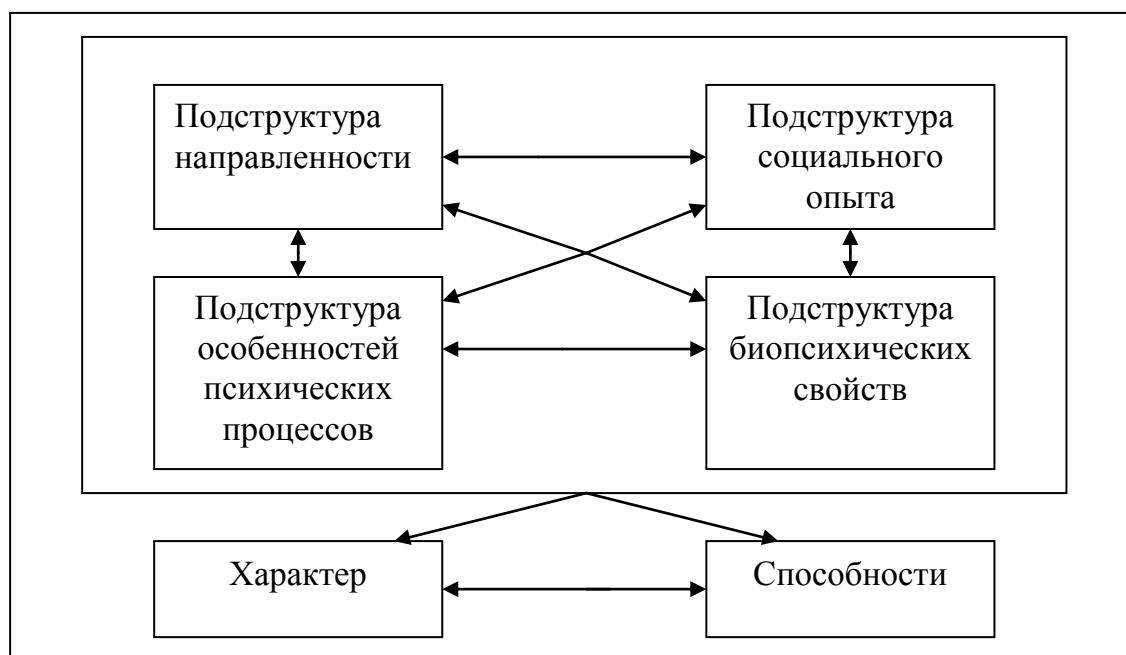 Подструктура
направленности
Подструктура
социального
опыта
Подструктура
особенностей
психических
процессов
Подструктура
биопсихических
свойств
Характер
Способности